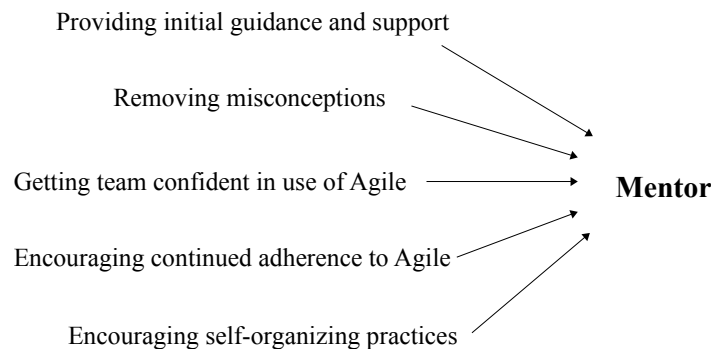 Providing initial guidance and support
Removing misconceptions
Getting team confident in use of Agile
Mentor
Encouraging continued adherence to Agile
Encouraging self-organizing practices